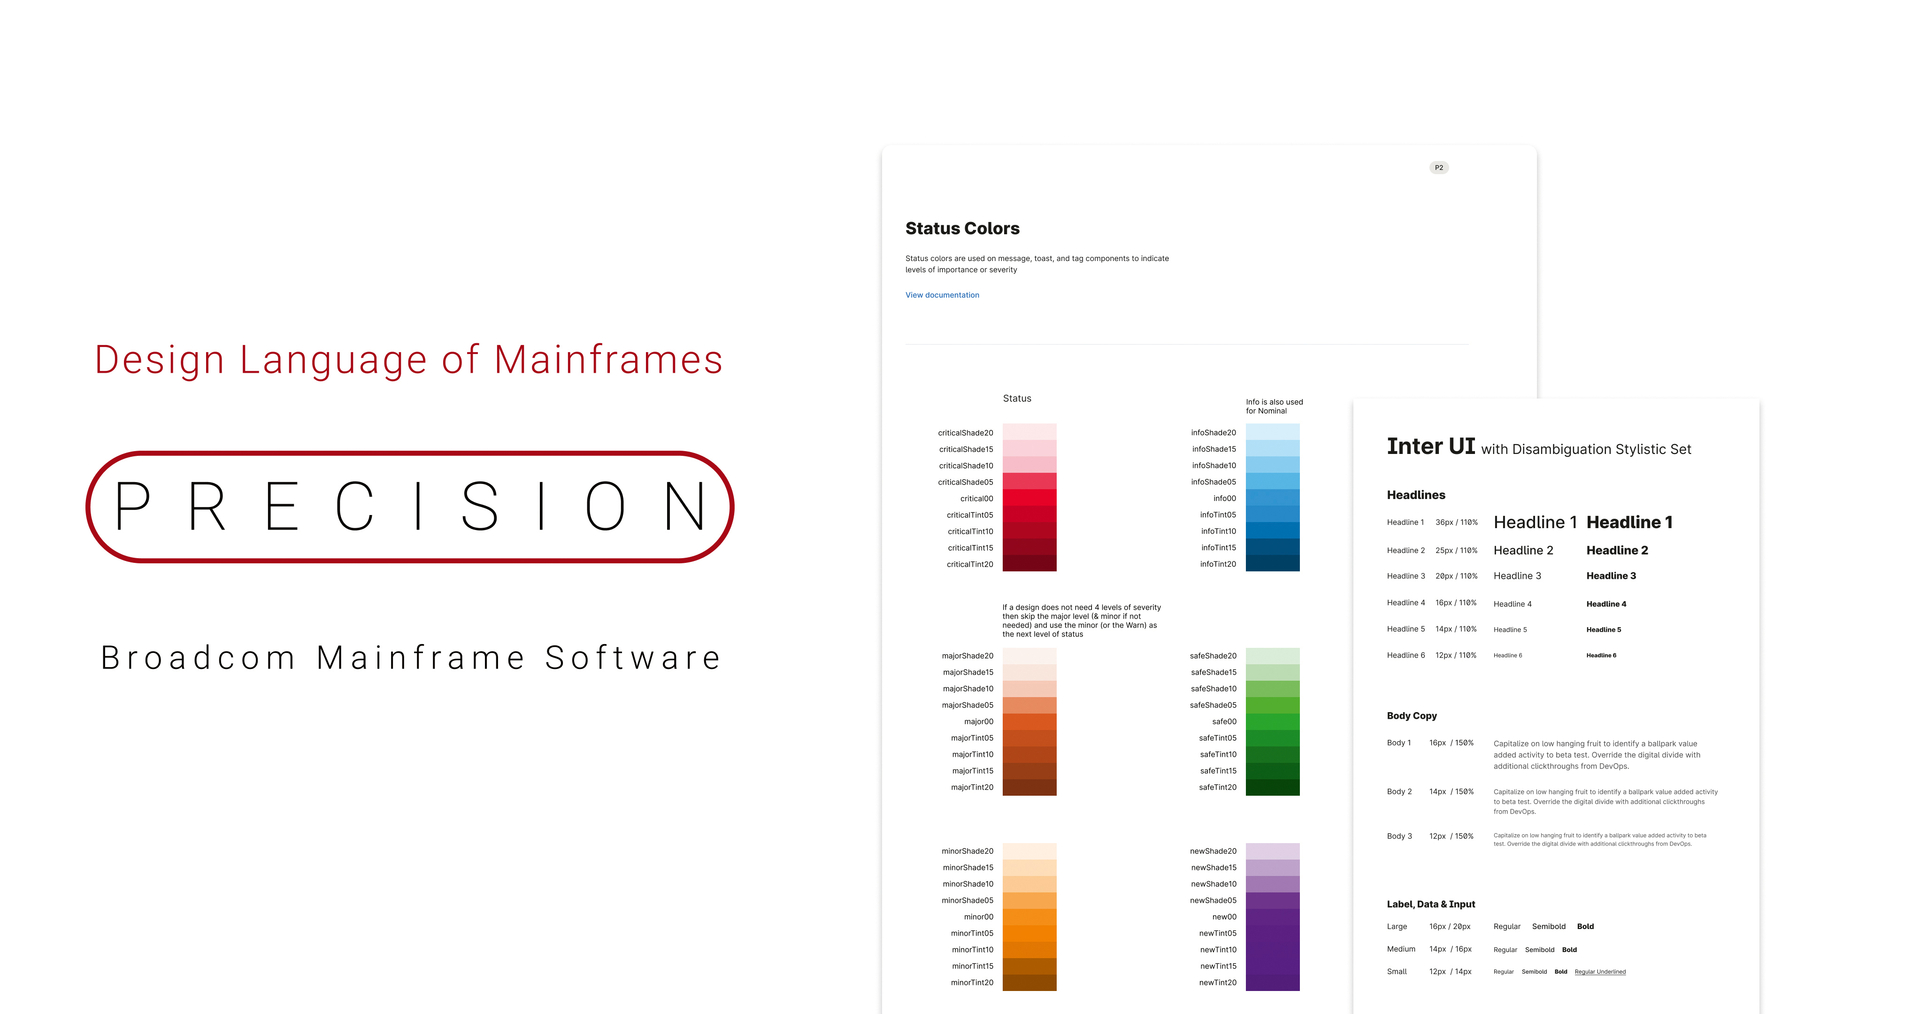 Design Language of Mainframes
PRECISION
Broadcom Mainframe Software
P2
Status Colors
Status colors are used on message, toast, and tag components to indicate
levels of importance or severity
View documentation
Status
criticalShade20
criticalShade15
criticalShade10
criticalShade05
critical00
criticalTint05
criticalTint10
criticalTint15
criticalTint20
Info is also used
for Nominal
infoShade20
infoShade15
infoShade10
infoShade05
info00
infoTint05
infoTint10
infoTint15
infoTint20
If a design does not need 4 levels of severity
then skip the major level (& minor if not
needed) and use the minor (or the Warn) as
the next level of status
majorShade20
majorShade15
majorShade10
majorShade05
major00
majorTint05
majorTint10
majorTint15
majorTint20
safeShade20
safeShade15
safeShade10
safeShade05
safe00
safeTint05
safeTint10
safeTint15
safeTint20
minorShade20
minorShade15
minorShade10
minorShade05
minor00
minorTint05
minorTint10
minorTint15
minorTint20
newShade20
newShade15
newShade10
newShade05
new00
newTint05
newTint10
newTint15
newTint20
Inter UI with Disambiguation Stylistic Set
Headlines
Headline 1 36px / 110% Headline 1 Headline 1
Headline 2 25px / 110% Headline 2 Headline 2
Headline 3 20px / 110% Headline 3 Headline 3
Headline 4 16px / 110% Headline 4 Headline 4
Headline 5 14px / 110% Headline 5 Headline 5
Headline 6 12px / 110% Headline 6 Headline 6
Body Copy
Body 1 16px / 150% Capitalize on low hanging fruit to identify a ballpark value
added activity to beta test. Override the digital divide with
additional clickthroughs from DevOps.
Body 2 14px / 150% Capitalize on low hanging fruit to identify a ballpark value added activity
to beta test. Override the digital divide with additional clickthroughs
from DevOps.
Body 3 12px / 150% Capitalize on low hanging fruit to identify a ballpark value added activity to beta
test. Override the digital divide with additional clickthroughs from DevOps.
Label, Data & Input
Large 16px / 20px Regular Semibold Bold
Medium 14px / 16px Regular Semibold Bold
Small 12px / 14px Regular Semibold Bold Regular Underlined